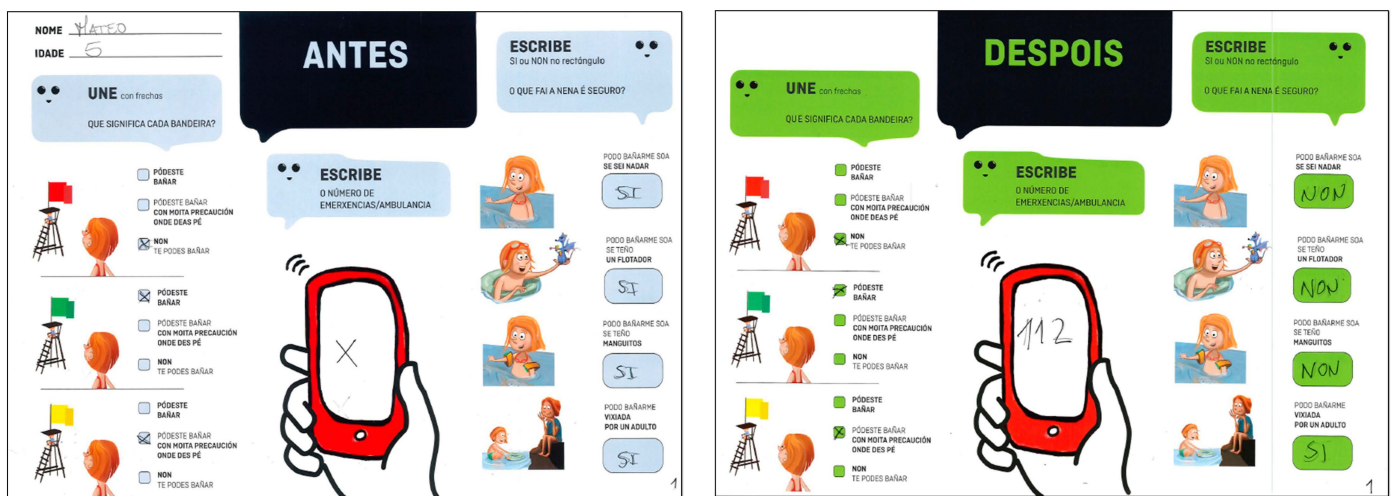 NOME MATEO
IDADE 5
ANTES
ESCRIBE
SI ou NON no rectángulo
O QUE FAI A NENA É SEGURO?
UNE con frechas
QUE SIGNIFICA CADA BANDEIRA?
ESCRIBE
O NÚMERO DE
EMERXENCIAS/AMBULANCIA
PÓDESTE
BAÑAR
PÓDESTE BAÑAR
CON MOITA PRECAUCIÓN
ONDE DEAS PÉ
NON
TE PODES BAÑAR
PÓDESTE
BAÑAR
PÓDESTE BAÑAR
CON MOITA PRECAUCIÓN
ONDE DES PÉ
NON
TE PODES BAÑAR
PÓDESTE
BAÑAR
PÓDESTE BAÑAR
CON MOITA PRECAUCIÓN
ONDE DEAS PÉ
NON
TE PODES BAÑAR
X
PODO BAÑARME SOA
SE SEI NADAR
SI
PODO BAÑARME SOA
SE TEÑO
UN FLOTADOR
SI
PODO BAÑARME SOA
SE TEÑO
MANGUITOS
SI
PODO BAÑARME
VIXIADA
POR UN ADULTO
SI
1
DESPOIS
ESCRIBE
SI ou NON no rectángulo
O QUE FAI A NENA É SEGURO?
UNE con frechas
QUE SIGNIFICA CADA BANDEIRA?
ESCRIBE
O NÚMERO DE
EMERXENCIAS/AMBULANCIA
PÓDESTE
BAÑAR
PÓDESTE BAÑAR
CON MOITA PRECAUCIÓN
ONDE DEAS PÉ
NON
TE PODES BAÑAR
PÓDESTE
BAÑAR
PÓDESTE BAÑAR
CON MOITA PRECAUCIÓN
ONDE DES PÉ
NON
TE PODES BAÑAR
PÓDESTE
BAÑAR
PÓDESTE BAÑAR
CON MOITA PRECAUCIÓN
ONDE DEAS PÉ
NON
TE PODES BAÑAR
112
PODO BAÑARME SOA
SE SEI NADAR
NON
PODO BAÑARME SOA
SE TEÑO
UN FLOTADOR
NON
PODO BAÑARME SOA
SE TEÑO
MANGUITOS
NON
PODO BAÑARME
VIXIADA
POR UN ADULTO
SI
1